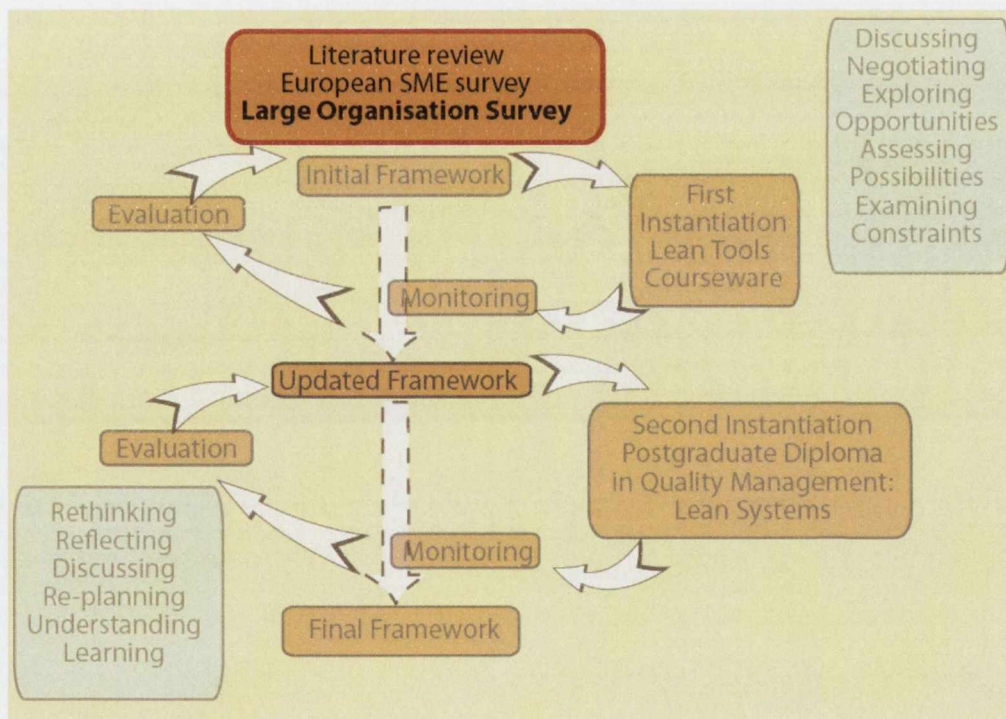 Literature review
European SME survey
Large Organisation Survey
Discussing
Negotiating
Exploring
Opportunities
Assessing
Possibilities
Examining
Constraints
Initial Framework
Evaluation
First
Instantiation
Lean Tools
Courseware
Monitoring
Updated Framework
Evaluation
Second Instantiation
Postgraduate Diploma
in Quality Management:
Lean Systems
Rethinking
Reflecting
Discussing
Re-planning
Understanding
Learning
Monitoring
Final Framework